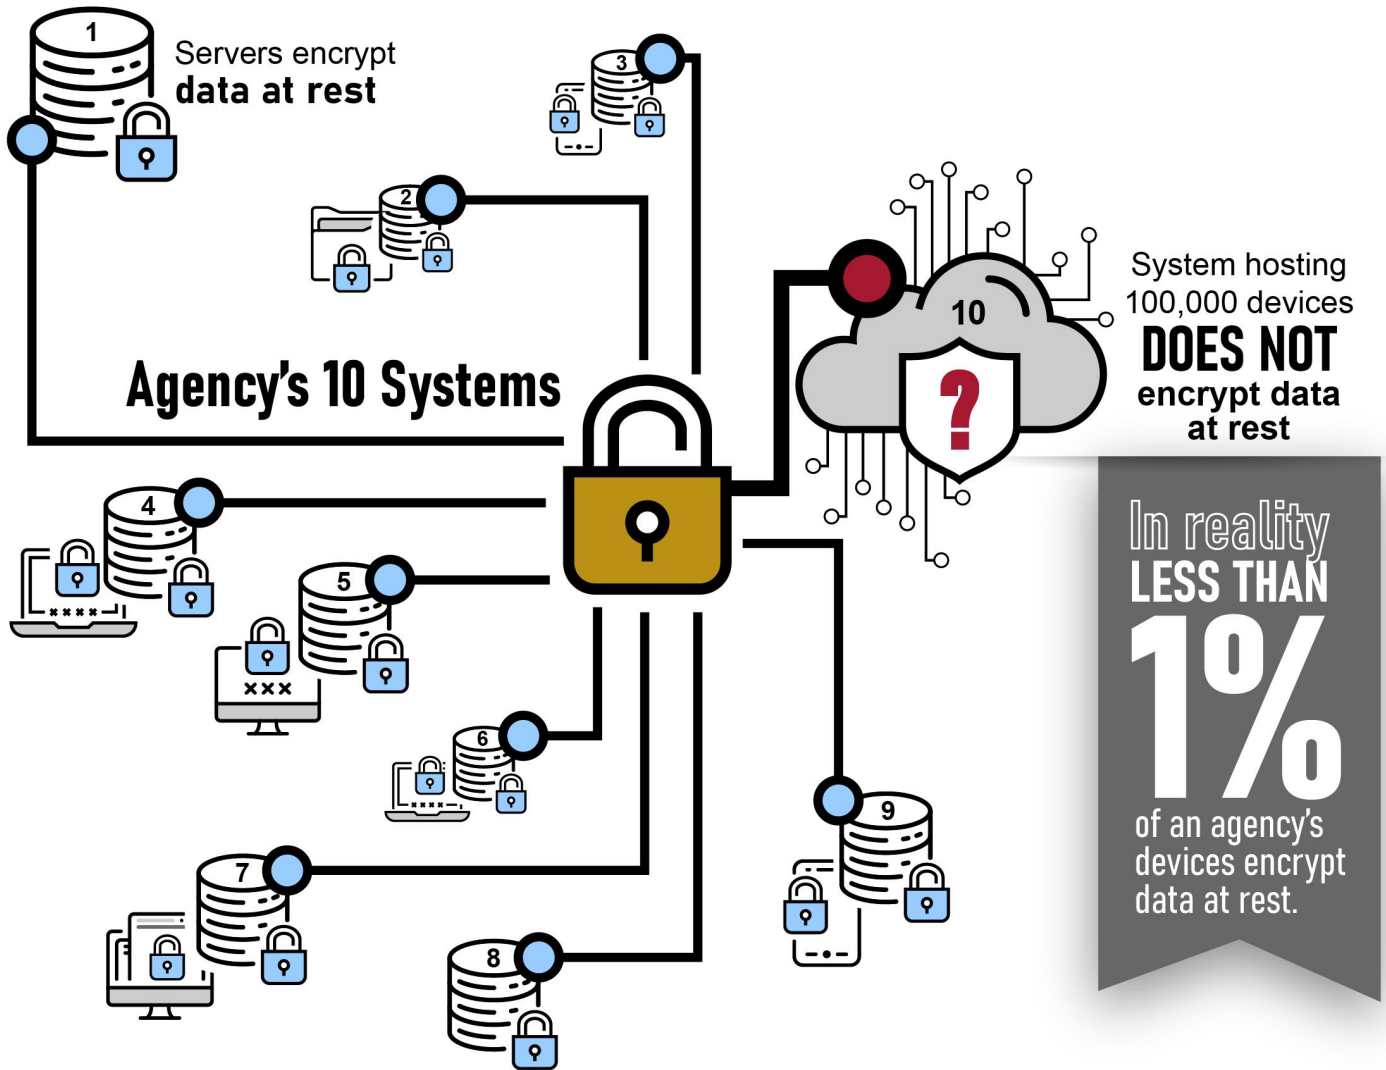 1
Servers encrypt
data at rest
3
2
System hosting
100,000 devices
DOES NOT
encrypt data
at rest
10
?
Agency's 10 Systems
4
××××
5
×××
6
××××
7
8
9
In reality
LESS THAN
1%
of an agency's
devices encrypt
data at rest.